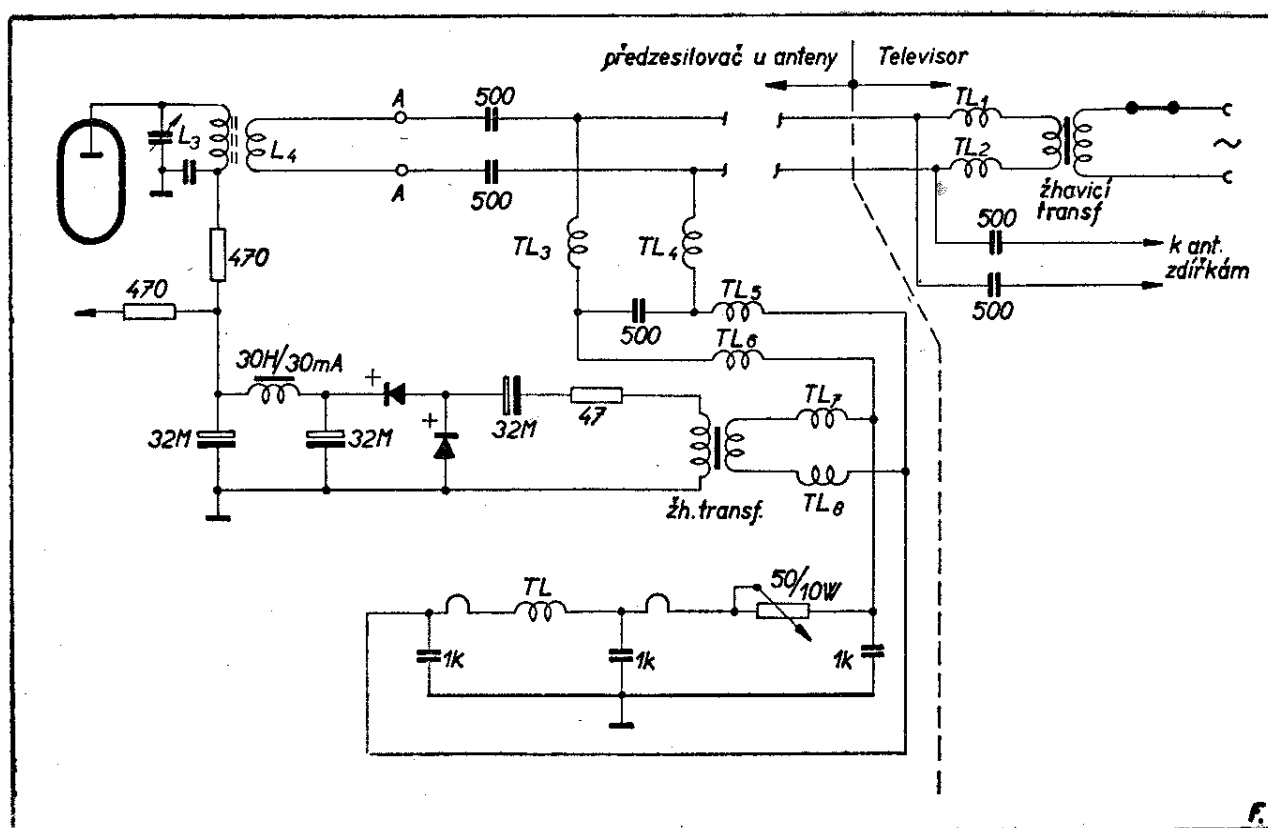 předzesilovač u anteny
Televisor
A
500
L3
L4
A
500
TL1
TL2
žhavicí
transf
~
500
k ant.
zdířkám
500
470
470
TL3
TL4
TL5
500
TL6
30H/30mA
+
+
32M
32M
32M
47
TL7
TL8
žh. transf.
TL
50/10W
1k
1k
1k
F.